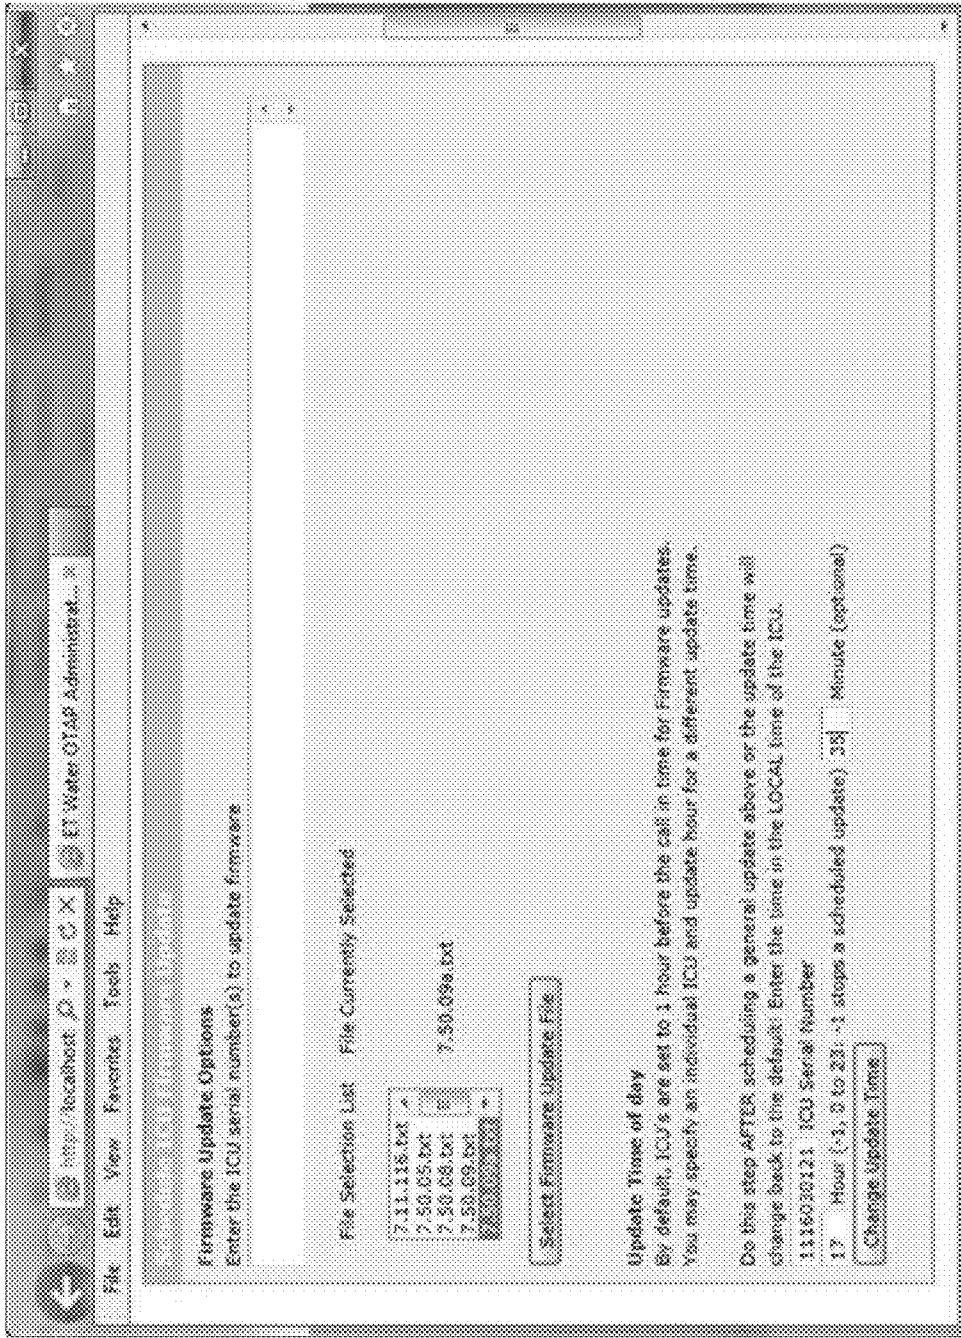 http://localhost
ET Water OTAP Administrat... ×
File Edit View Favorites Tools Help
Firmware Update Options
Enter the ICU serial number(s) to update firmware
File Selection List File Currently Selected
7.11.116.txt
7.50.05.txt
7.50.08.txt
7.50.09.txt
7.50.09a.txt
Select Firmware Update File
Update Time of day
By default, ICU's are set to 1 hour before the call in time for Firmware updates.
You may specify an individual ICU and update hour for a different update time.
Do this step AFTER scheduling a general update above or the update time will
change back to the default. Enter the time in the LOCAL time of the ICU.
1116030121 ICU Serial Number
17 Hour (-1, 0 to 23: -1 stops a scheduled update) 35 Minute (optional)
Change Update Time